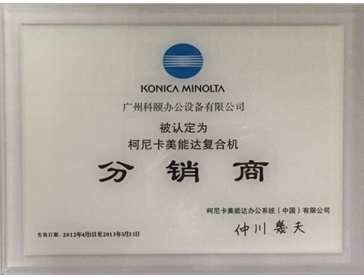 KONICA MINOLTA
广州科颐办公设备有限公司
被认定为
柯尼卡美能达复合机
分销商
柯尼卡美能达办公系统（中国）有限公司
仲川幾夫
有效日期：2012年4月1日至2013年3月31日